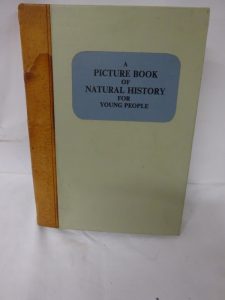 A
PICTURE BOOK
OF
NATURAL HISTORY
FOR
YOUNG PEOPLE